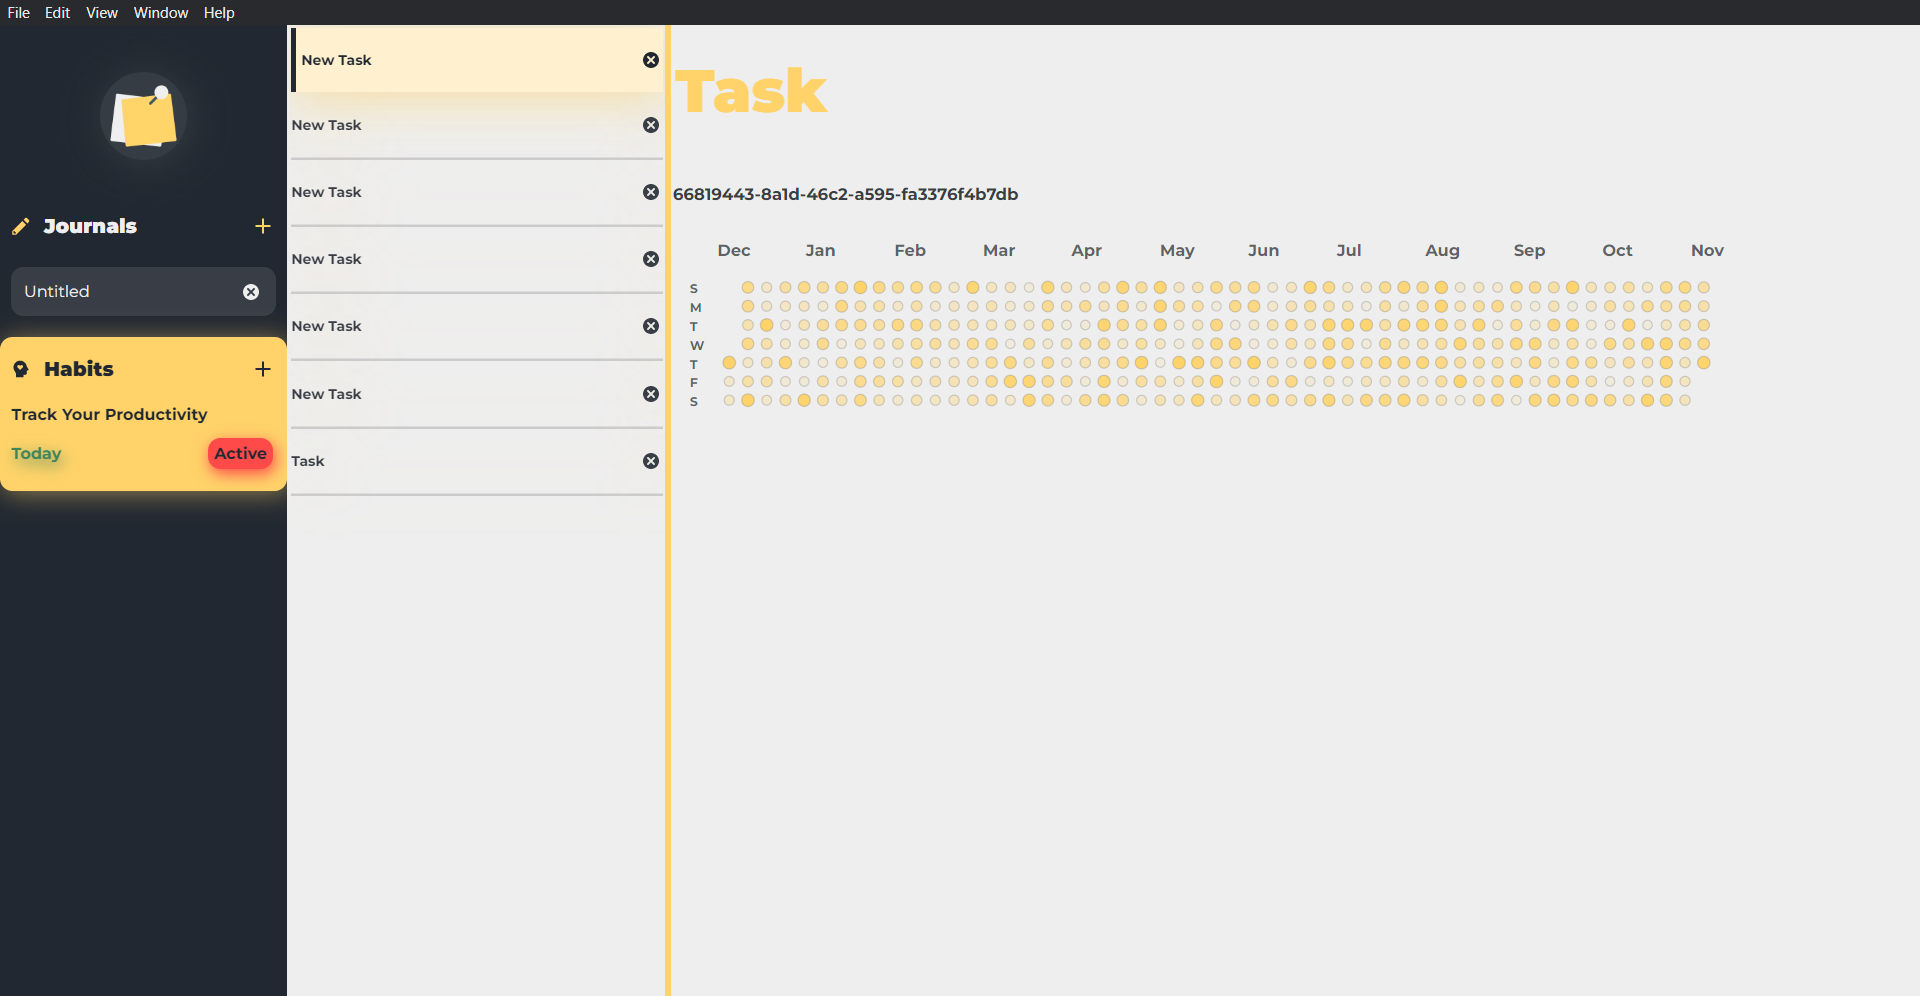 File Edit View Window Help
Journals
Untitled
Habits
Track Your Productivity
Today Active
New Task
New Task
New Task
New Task
New Task
New Task
Task
Task
66819443-8a1d-46c2-a595-fa3376f4b7db
Dec Jan Feb Mar Apr May Jun Jul Aug Sep Oct Nov
S
M
T
W
T
F
S